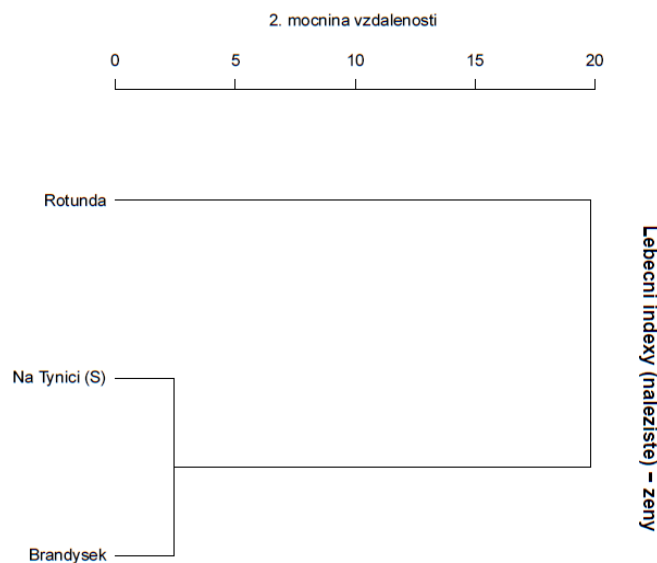 2. mocnina vzdalenosti
0 5 10 15 20
Rotunda
Na Tynici (S)
Brandysek
Lebecni indexy (naleziste) – zeny